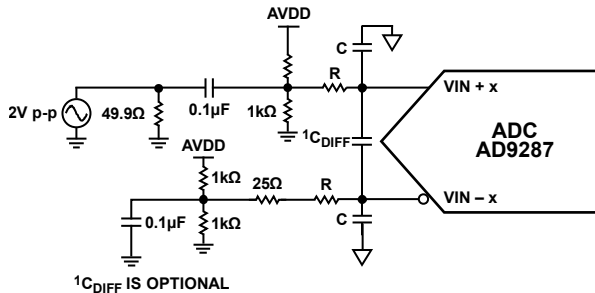 AVDD
C
R
2V p-p
49.9Ω
0.1µF
1kΩ
VIN + x
¹CDIFF
ADC
AD9287
AVDD
1kΩ
25Ω
R
VIN – x
0.1µF
1kΩ
C
¹CDIFF IS OPTIONAL